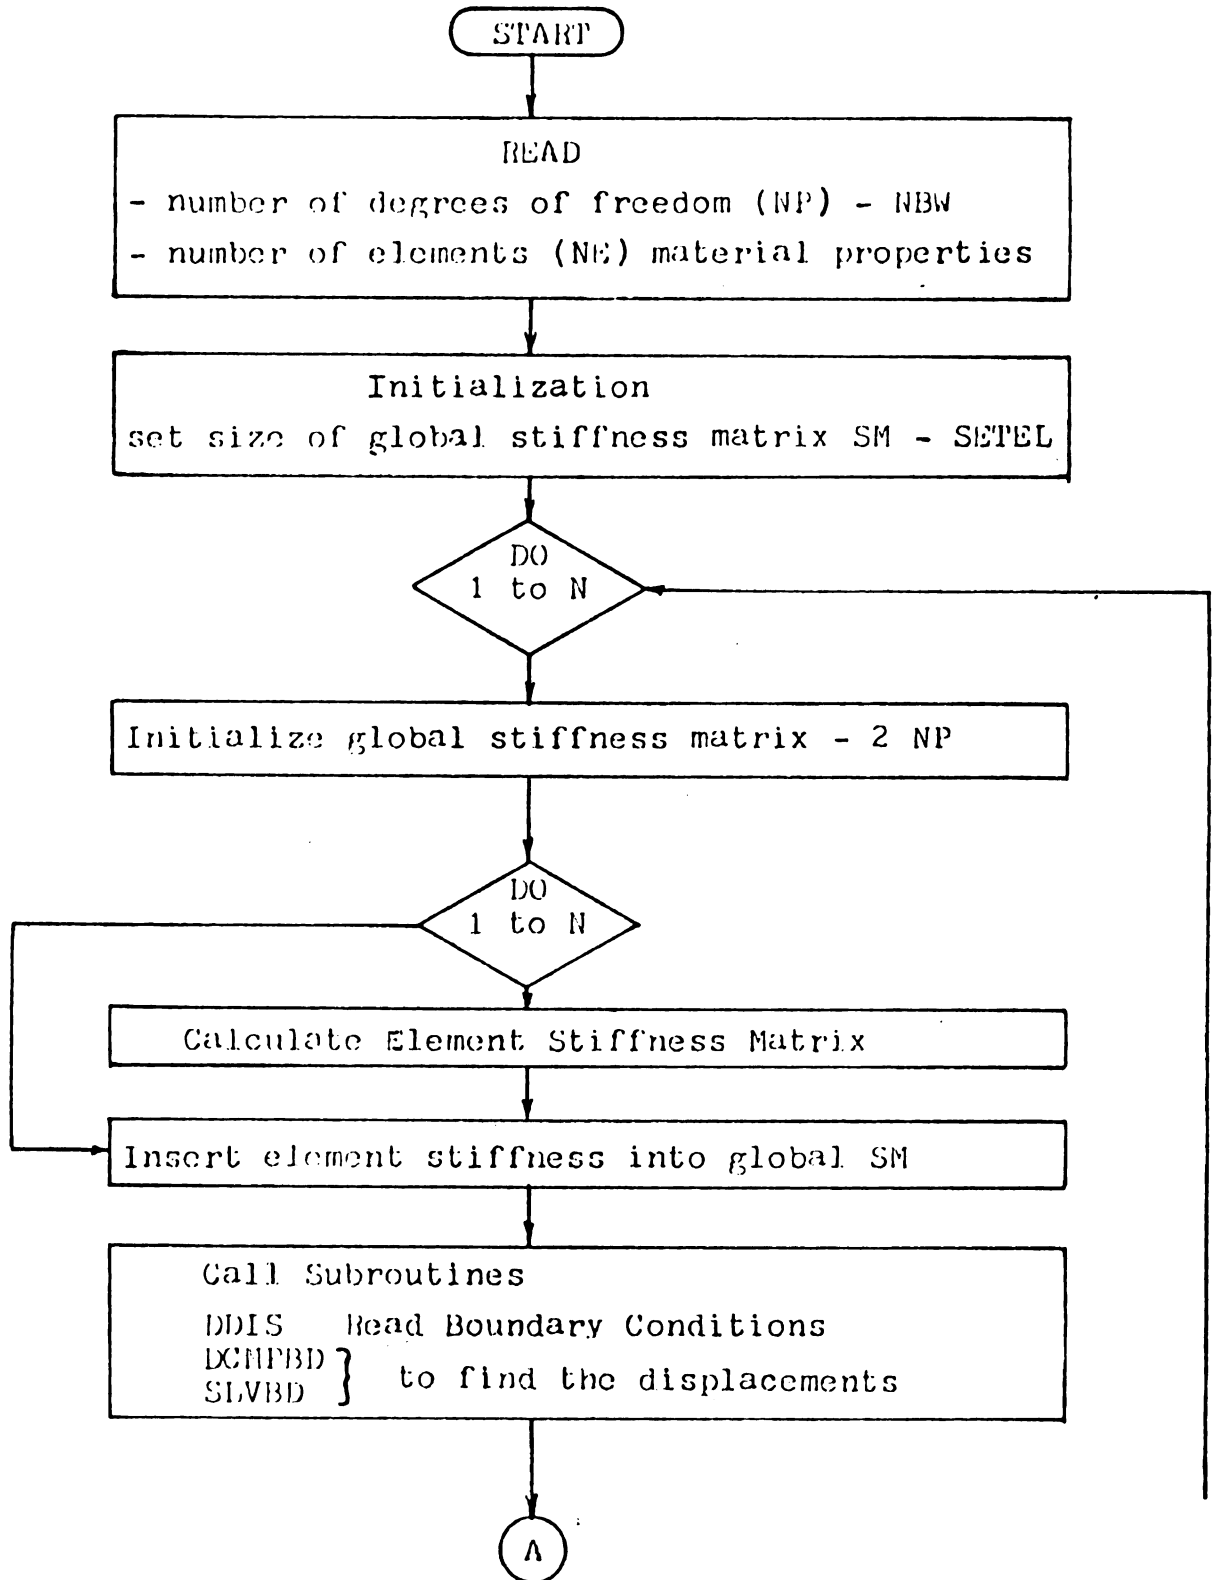 START
READ
- number of degrees of freedom (NP) - NBW
- number of elements (NE) material properties
Initialization
set size of global stiffness matrix SM - SETEL
DO
1 to N
Initialize global stiffness matrix - 2 NP
DO
1 to N
Calculate Element Stiffness Matrix
Insert element stiffness into global SM
Call Subroutines
DDIS Read Boundary Conditions
DCMPBD
SLVBD } to find the displacements
A